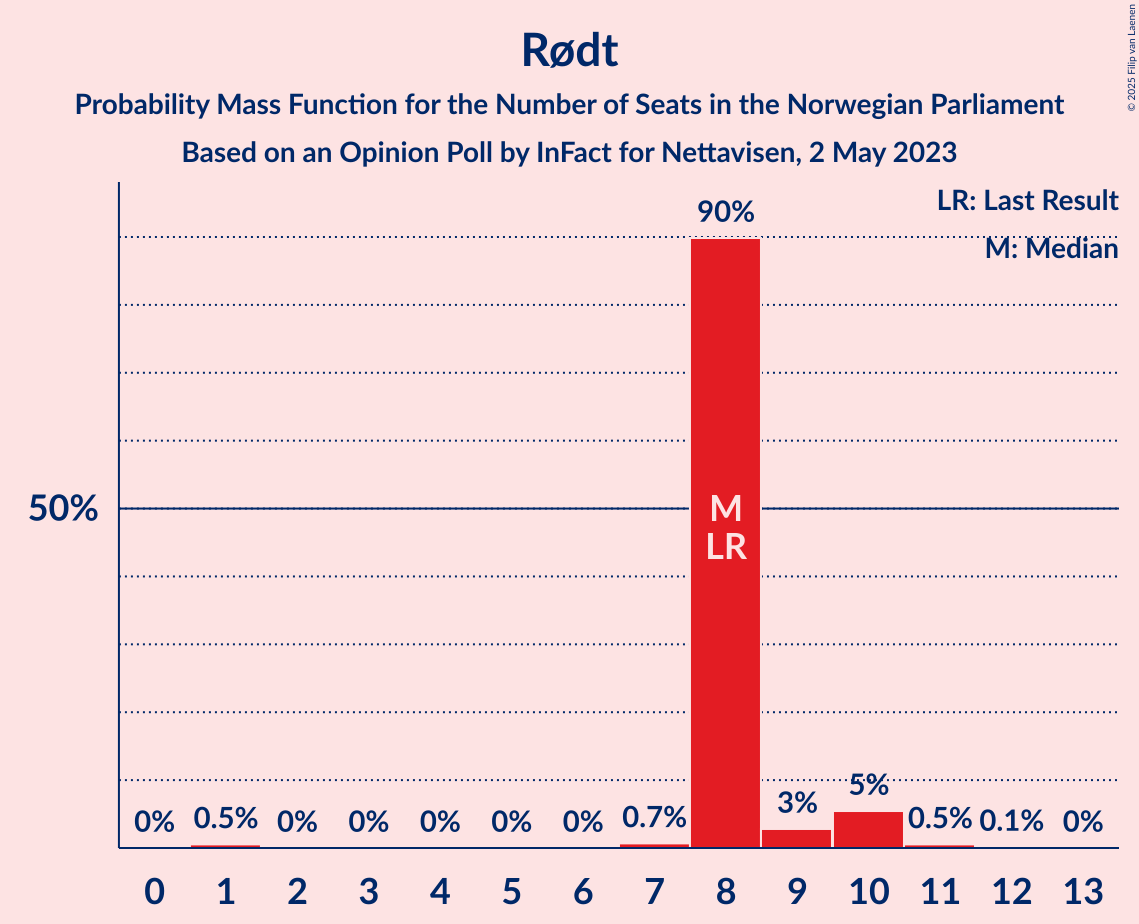 © 2025 Filip van Laenen
Rødt
Probability Mass Function for the Number of Seats in the Norwegian Parliament
Based on an Opinion Poll by InFact for Nettavisen, 2 May 2023
LR: Last Result
M: Median
90%
50%
M
LR
0% 0.5% 0% 0% 0% 0% 0% 0.7% 3% 5% 0.5% 0.1% 0%
0 1 2 3 4 5 6 7 8 9 10 11 12 13